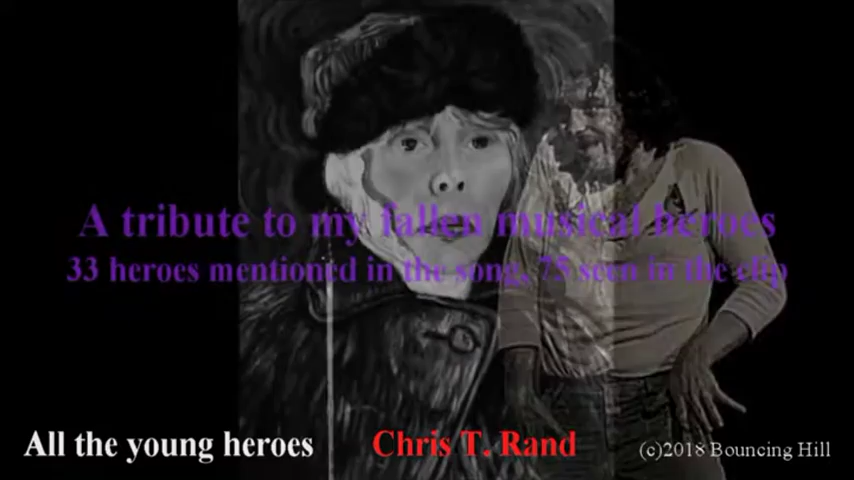 A tribute to my fallen musical heroes
33 heroes mentioned in the song, 75 seen in the clip
All the young heroes Chris T. Rand (c)2018 Bouncing Hill